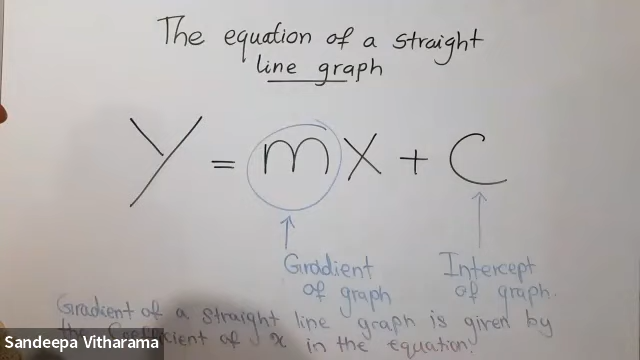 The equation of a straight
line graph
Y = mX + C
Gradient
of graph
Intercept
of graph.
Gradient of a straight line graph is given by
the Coefficient of x in the equation.
Sandeepa Vitharama